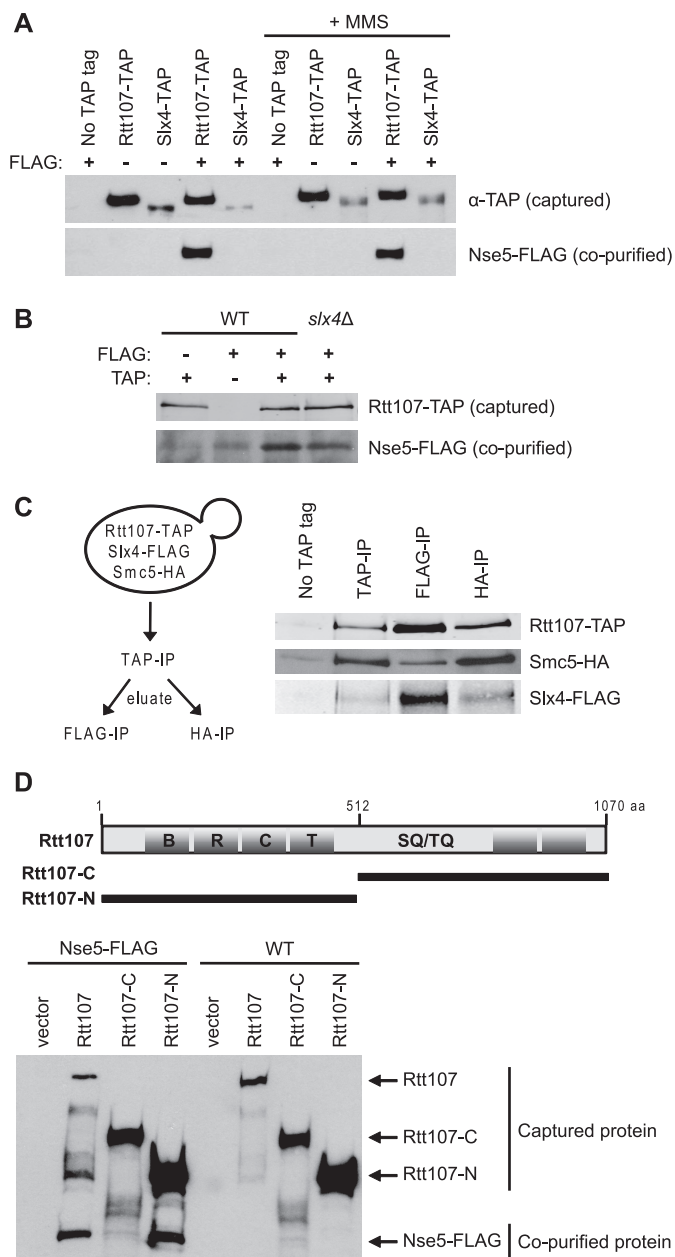 A
+ MMS
No TAP tag
Rtt107-TAP
Slx4-TAP
Rtt107-TAP
Slx4-TAP
No TAP tag
Rtt107-TAP
Slx4-TAP
Rtt107-TAP
Slx4-TAP
FLAG: + - - + + + - - + +
α-TAP (captured)
Nse5-FLAG (co-purified)
B
WT slx4Δ
FLAG: - + + +
TAP: + - + +
Rtt107-TAP (captured)
Nse5-FLAG (co-purified)
C
Rtt107-TAP
Slx4-FLAG
Smc5-HA
TAP-IP
eluate
FLAG-IP HA-IP
No TAP tag
TAP-IP
FLAG-IP
HA-IP
Rtt107-TAP
Smc5-HA
Slx4-FLAG
D
1 512 1070 aa
Rtt107 B R C T SQ/TQ
Rtt107-C
Rtt107-N
Nse5-FLAG WT
vector
Rtt107
Rtt107-C
Rtt107-N
vector
Rtt107
Rtt107-C
Rtt107-N
Rtt107
Rtt107-C
Captured protein
Rtt107-N
Nse5-FLAG
Co-purified protein